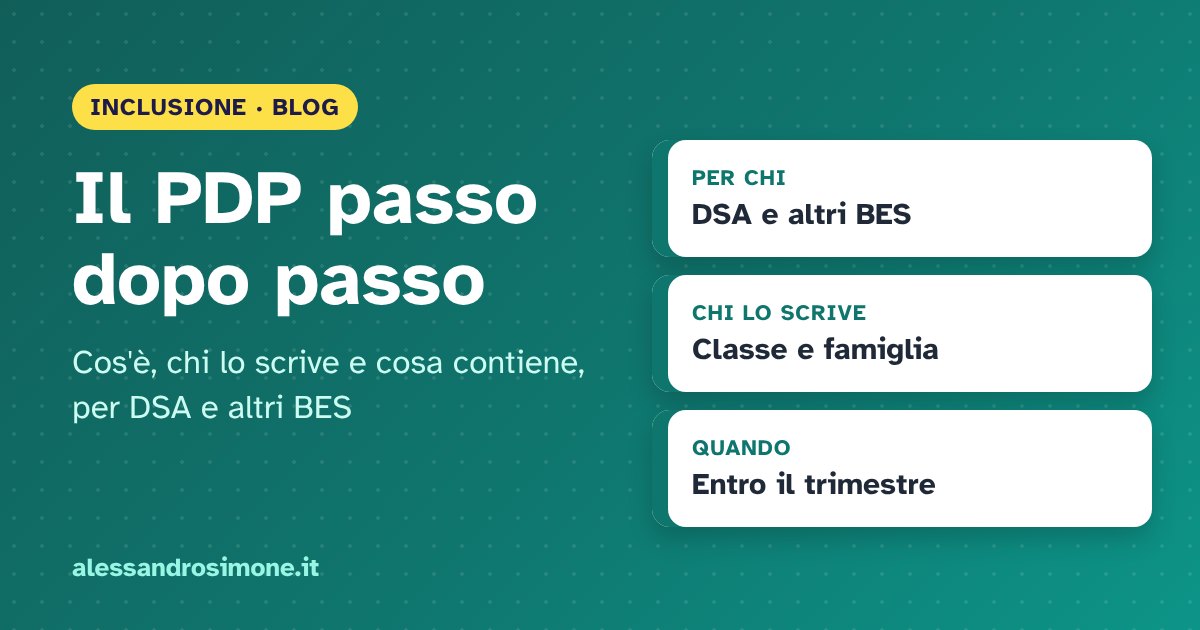 INCLUSIONE · BLOG
Il PDP passo
dopo passo
Cos'è, chi lo scrive e cosa contiene,
per DSA e altri BES
alessandrosimone.it
PER CHI
DSA e altri BES
CHI LO SCRIVE
Classe e famiglia
QUANDO
Entro il trimestre